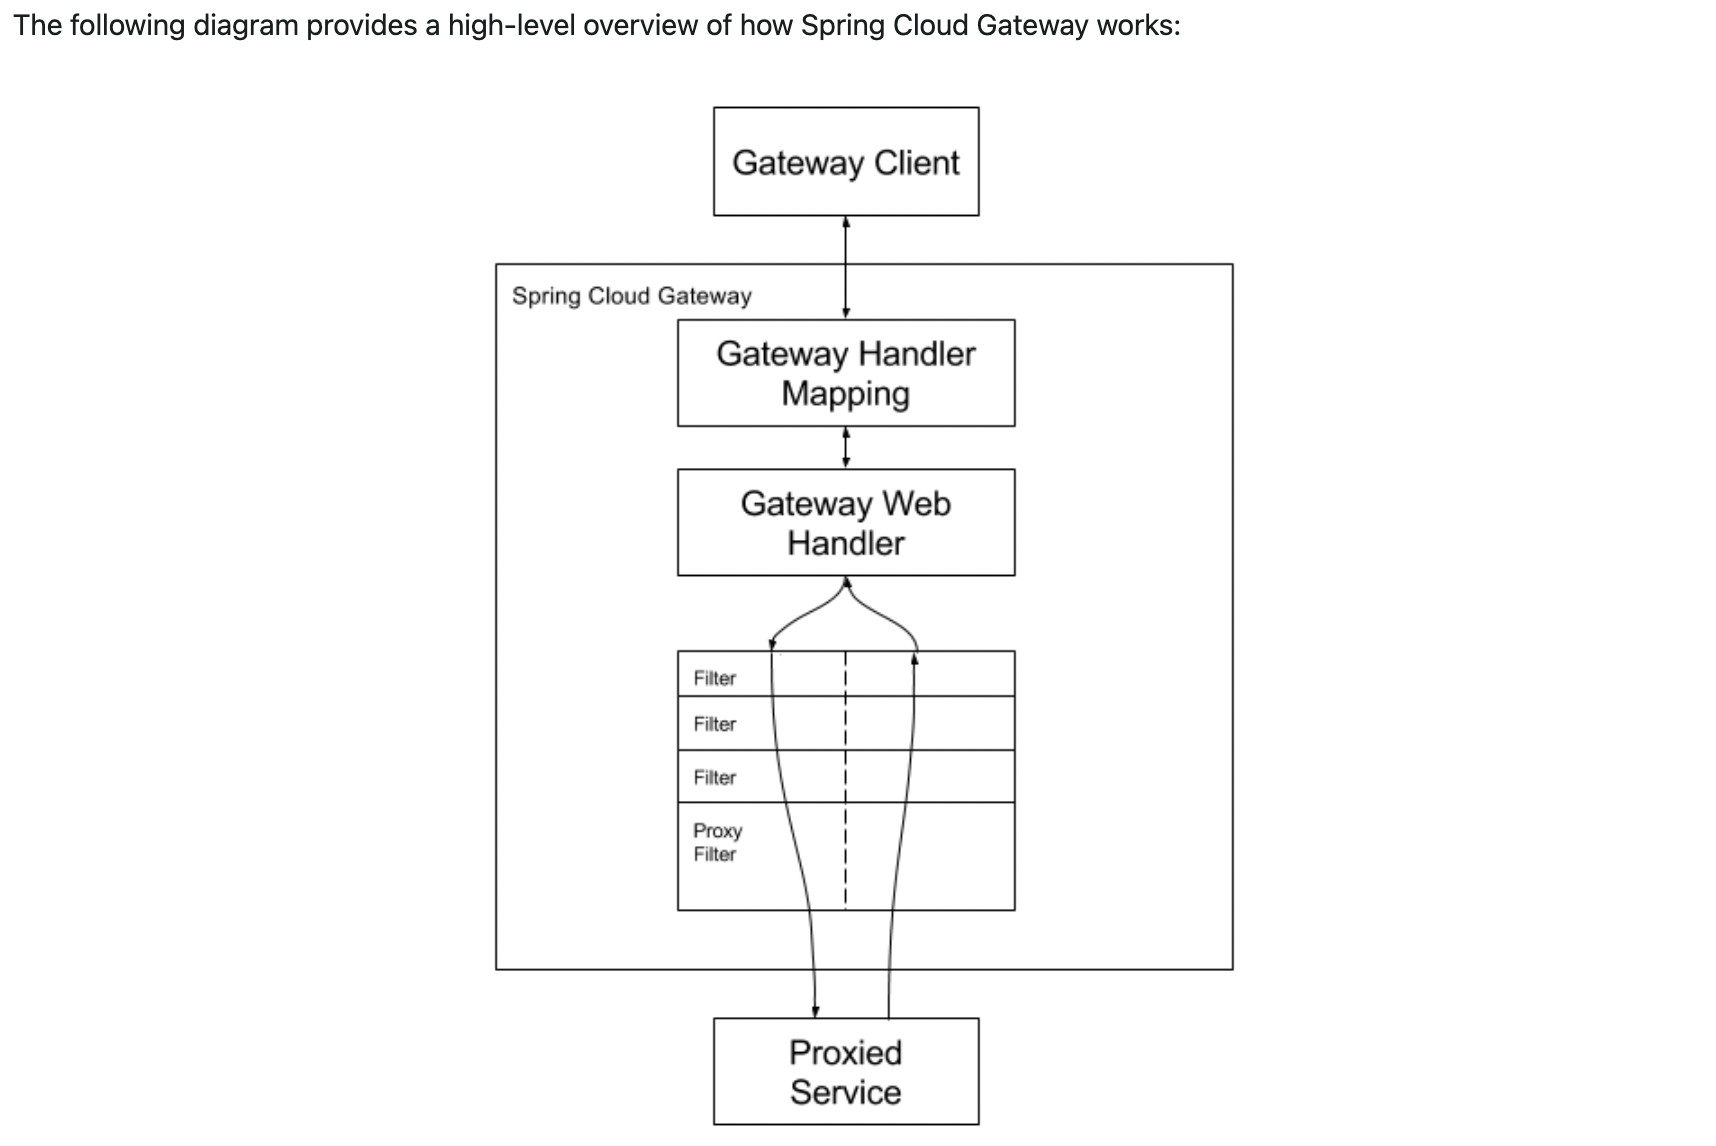 The following diagram provides a high-level overview of how Spring Cloud Gateway works:
Gateway Client
Spring Cloud Gateway
Gateway Handler
Mapping
Gateway Web
Handler
Filter
Filter
Filter
Proxy
Filter
Proxied
Service